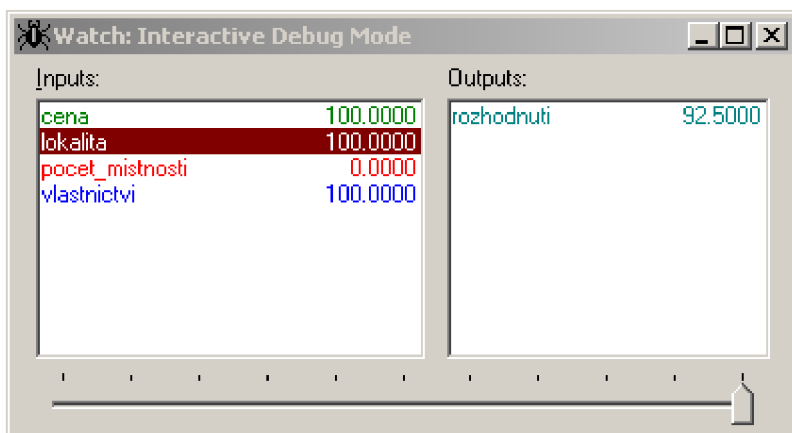 Watch: Interactive Debug Mode
Inputs:
cena 100.0000
lokalita 100.0000
pocet_mistnosti 0.0000
vlastnictvi 100.0000
Outputs:
rozhodnuti 92.5000